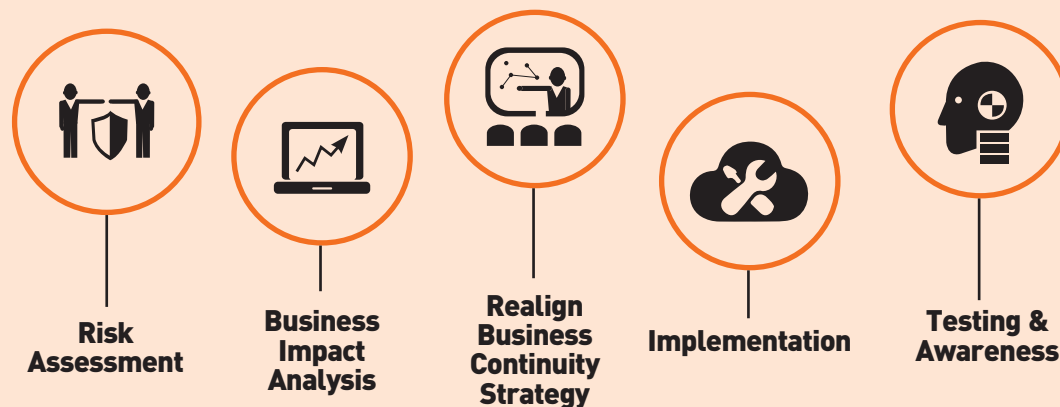 Risk
Assessment
Business
Impact
Analysis
Realign
Business
Continuity
Strategy
Implementation
Testing &
Awareness